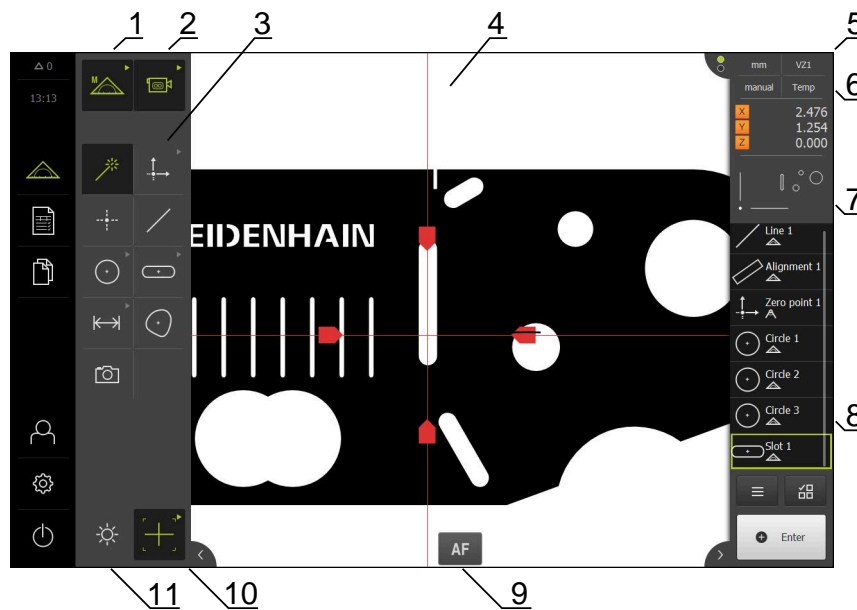 1
2
3
4
5
0
13:13
M
mm VZ1
manual Temp
6
X 2.476
Y 1.254
Z 0.000
7
EIDENHAIN
Line 1
Alignment 1
Zero point 1
Circle 1
Circle 2
Circle 3
8
Slot 1
Enter
AF
11
10
9